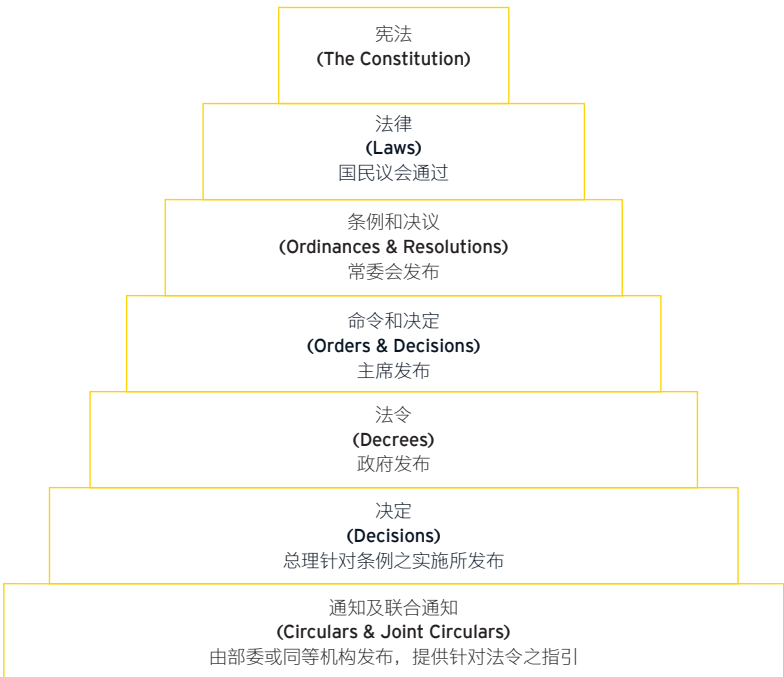 宪法
(The Constitution)
法律
(Laws)
国民议会通过
条例和决议
(Ordinances & Resolutions)
常委会发布
命令和决定
(Orders & Decisions)
主席发布
法令
(Decrees)
政府发布
决定
(Decisions)
总理针对条例之实施所发布
通知及联合通知
(Circulars & Joint Circulars)
由部委或同等机构发布，提供针对法令之指引